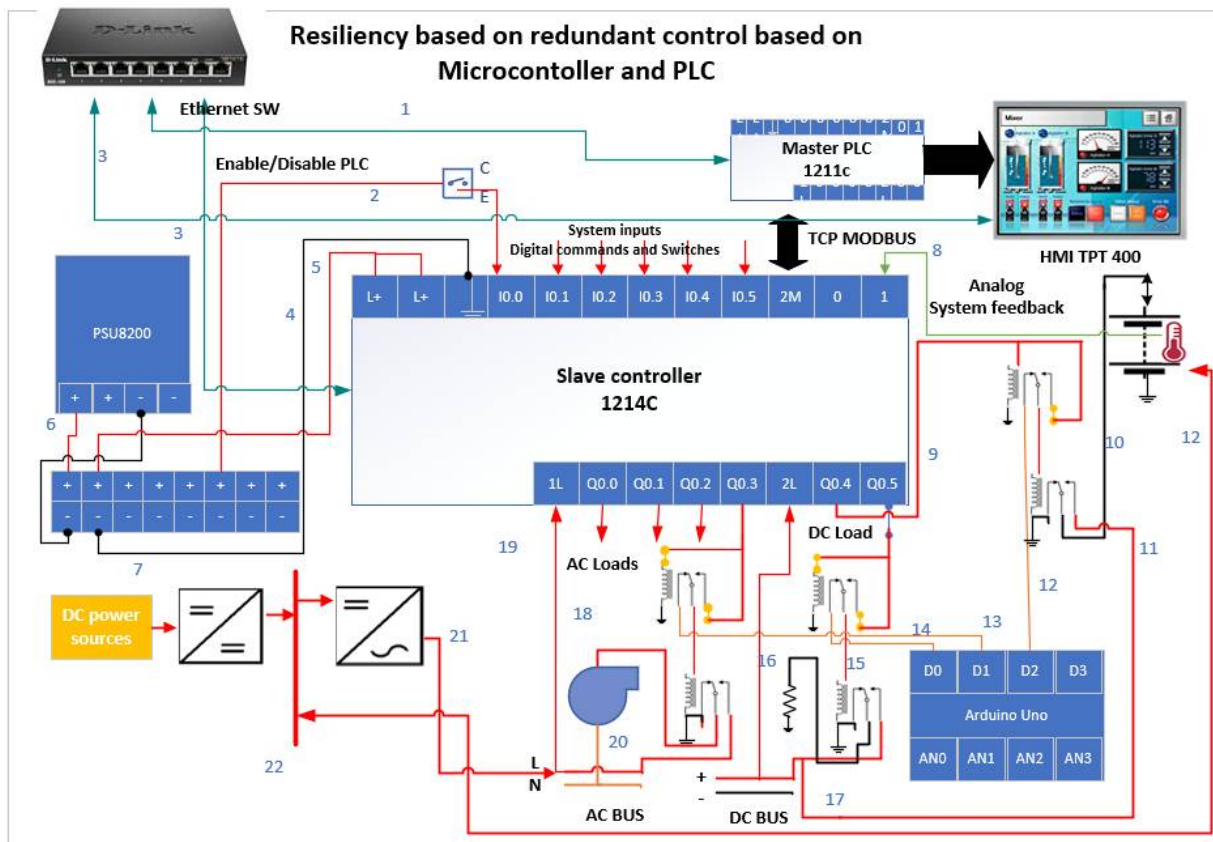 D-Link
Resiliency based on redundant control based on
Microcontoller and PLC
Ethernet SW
1
3
Enable/Disable PLC
2
C
E
3
Master PLC
1211c
Mixer
System inputs
Digital commands and Switches
TCP MODBUS
8
HMI TPT 400
5
4
L+
L+
I0.0
I0.1
I0.2
I0.3
I0.4
I0.5
2M
0
1
Analog
System feedback
PSU8200
+
+
-
-
Slave controller
1214C
6
9
10
12
+
+
+
+
+
+
+
+
-
-
-
-
-
-
-
-
1L
Q0.0
Q0.1
Q0.2
Q0.3
2L
Q0.4
Q0.5
11
7
19
AC Loads
DC Load
12
DC power
sources
18
13
14
21
16
15
D0
D1
D2
D3
Arduino Uno
AN0
AN1
AN2
AN3
20
22
L
N
+
-
AC BUS
DC BUS
17